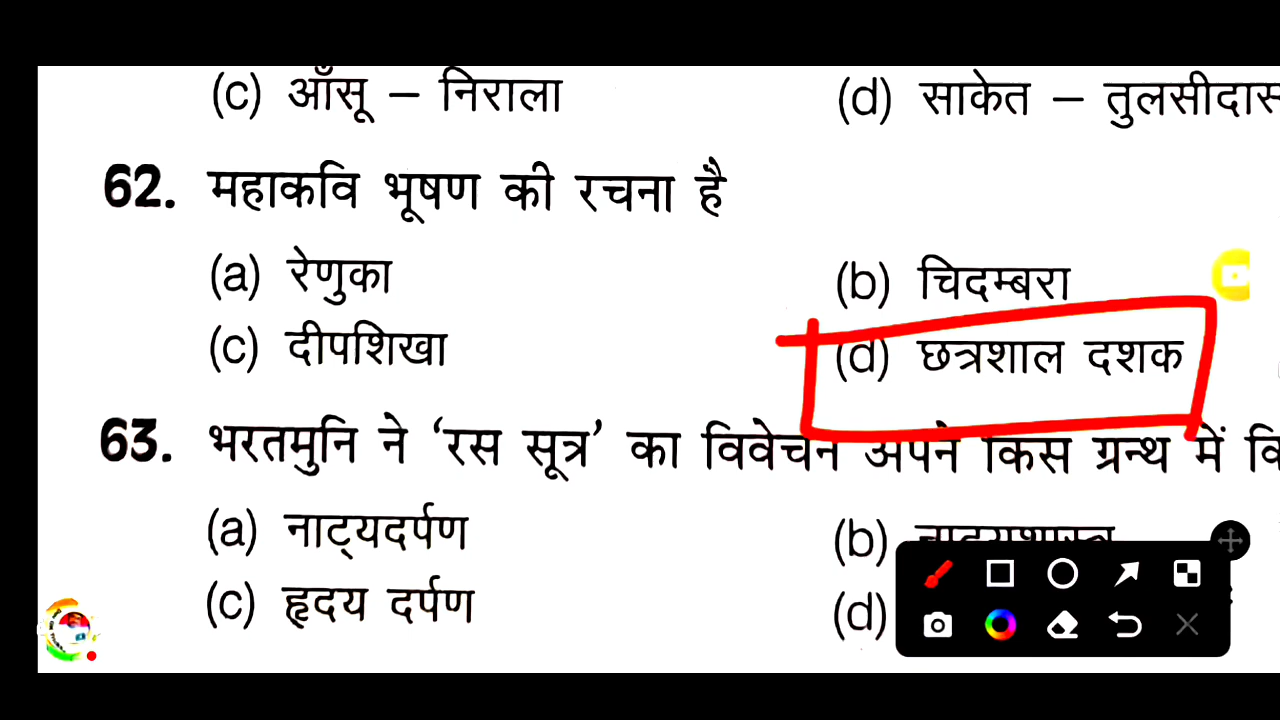 (c) आँसू – निराला (d) साकेत – तुलसीदास
62. महाकवि भूषण की रचना है
(a) रेणुका (b) चिदम्बरा
(c) दीपशिखा (d) छत्रशाल दशक
63. भरतमुनि ने ‘रस सूत्र’ का विवेचन अपने किस ग्रन्थ में
(a) नाट्यदर्पण (b) नाट्यशास्त्र
(c) हृदय दर्पण (d)